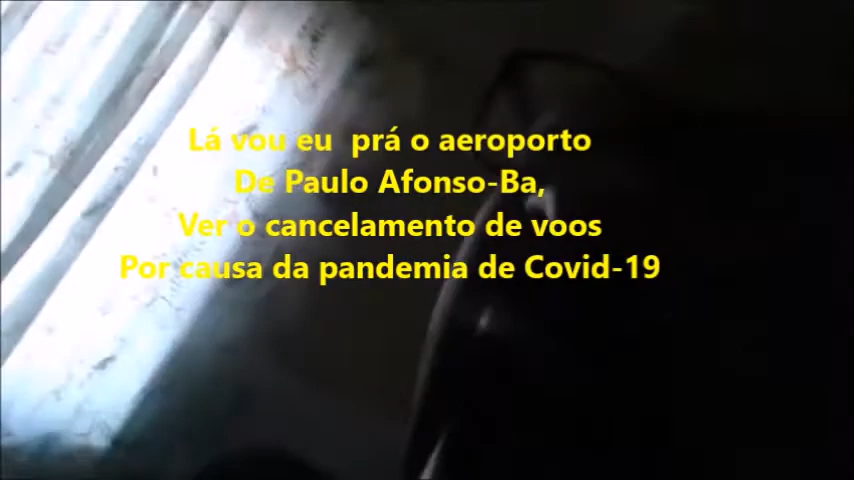 Lá vou eu  prá o aeroporto
De Paulo Afonso-Ba,
Ver o cancelamento de voos
Por causa da pandemia de Covid-19